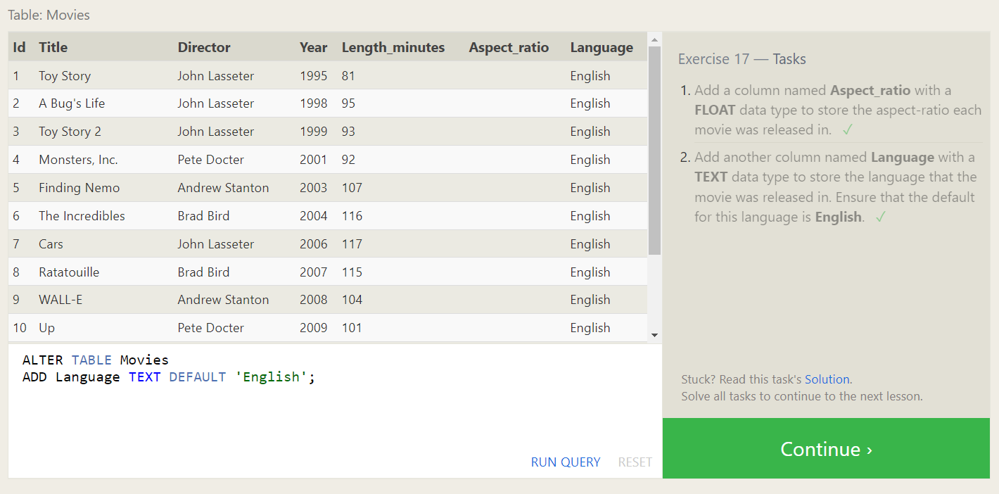 Table: Movies
Id Title Director Year Length_minutes Aspect_ratio Language
1 Toy Story John Lasseter 1995 81 English
2 A Bug's Life John Lasseter 1998 95 English
3 Toy Story 2 John Lasseter 1999 93 English
4 Monsters, Inc. Pete Docter 2001 92 English
5 Finding Nemo Andrew Stanton 2003 107 English
6 The Incredibles Brad Bird 2004 116 English
7 Cars John Lasseter 2006 117 English
8 Ratatouille Brad Bird 2007 115 English
9 WALL-E Andrew Stanton 2008 104 English
10 Up Pete Docter 2009 101 English
ALTER TABLE Movies
ADD Language TEXT DEFAULT 'English';
RUN QUERY RESET
Exercise 17 — Tasks
1. Add a column named Aspect_ratio with a
FLOAT data type to store the aspect-ratio each
movie was released in. ✓
2. Add another column named Language with a
TEXT data type to store the language that the
movie was released in. Ensure that the default
for this language is English. ✓
Stuck? Read this task's Solution.
Solve all tasks to continue to the next lesson.
Continue ›